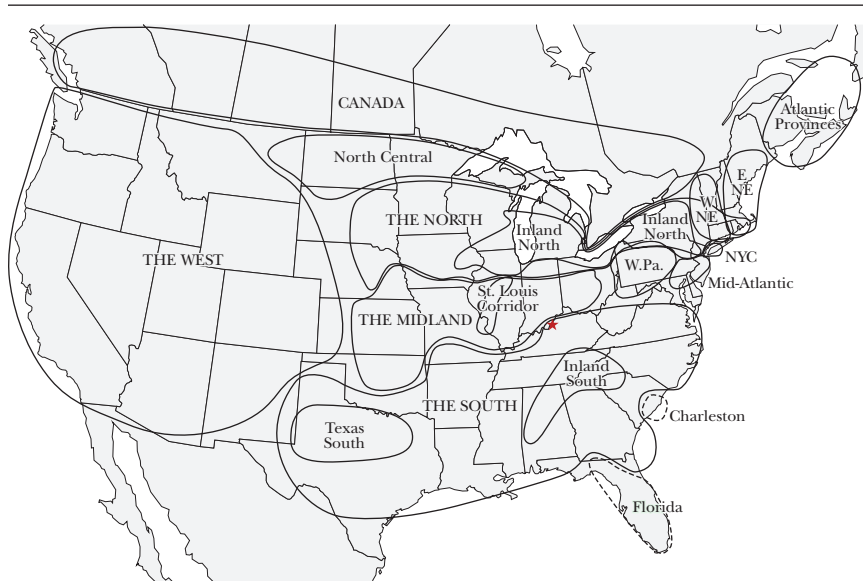 CANADA
Atlantic
Provinces
North Central
E
NE
W.
NE
THE NORTH
Inland
North
Inland
North
THE WEST
NYC
W.Pa.
Mid-Atlantic
St. Louis
Corridor
THE MIDLAND
Inland
South
THE SOUTH
Charleston
Texas
South
Florida